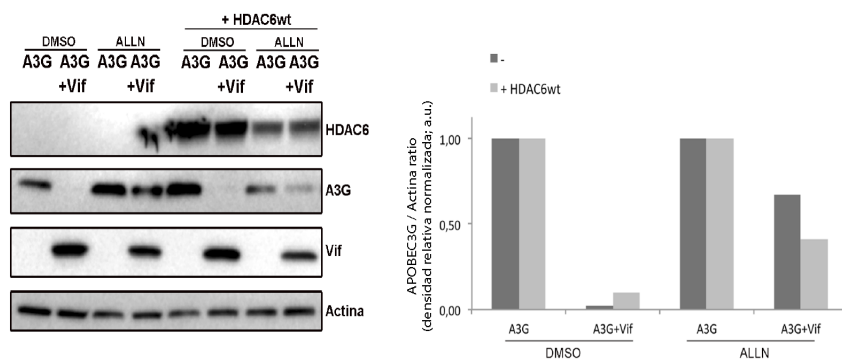 + HDAC6wt
DMSO ALLN DMSO ALLN
A3G A3G A3G A3G A3G A3G A3G A3G
+Vif +Vif +Vif +Vif
HDAC6
A3G
Vif
Actina
-
+ HDAC6wt
APOBEC3G / Actina ratio
(densidad relativa normalizada; a.u.)
1,00
0,50
0,00
A3G A3G+Vif A3G A3G+Vif
DMSO ALLN